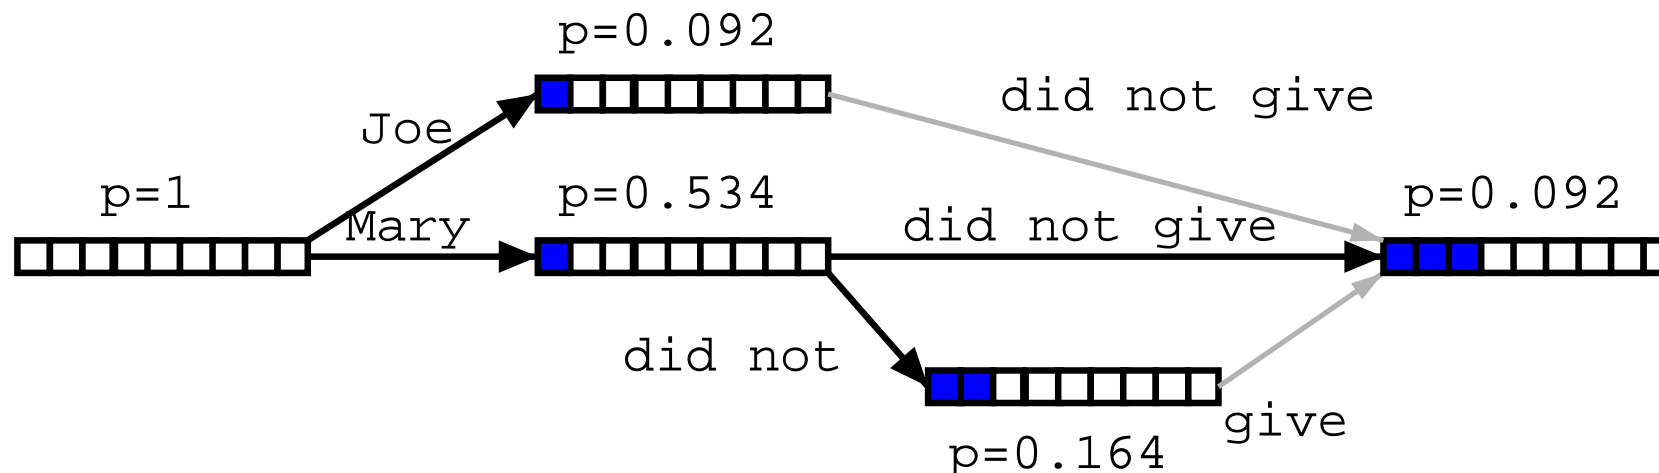 p=0.092
did not give
Joe
p=1
p=0.534
p=0.092
Mary
did not give
did not
give
p=0.164